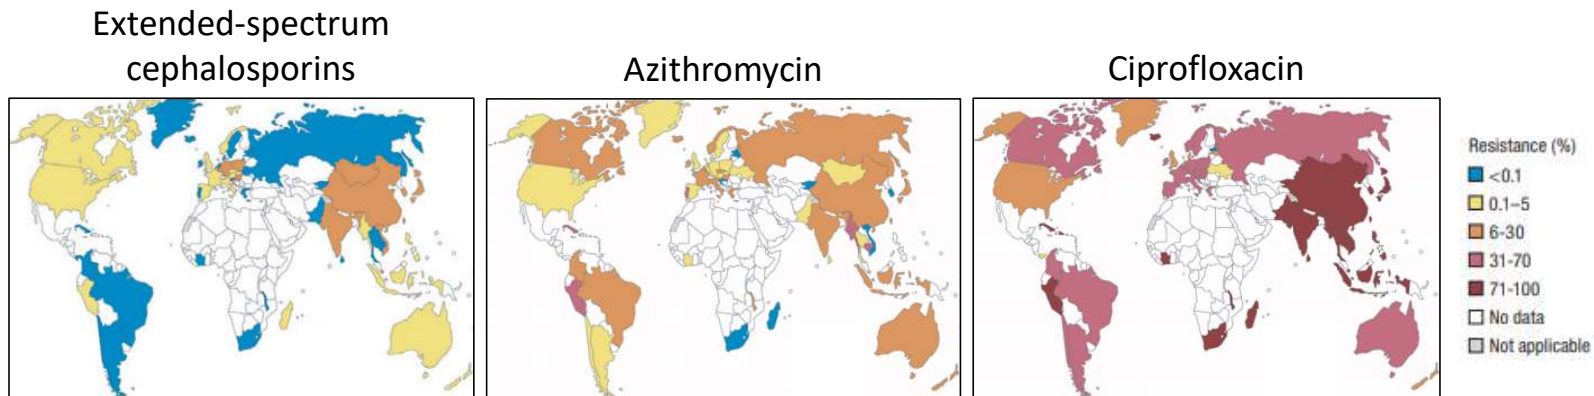 Extended-spectrum
cephalosporins
Azithromycin
Ciprofloxacin
Resistance (%)
<0.1
0.1–5
6-30
31-70
71-100
No data
Not applicable